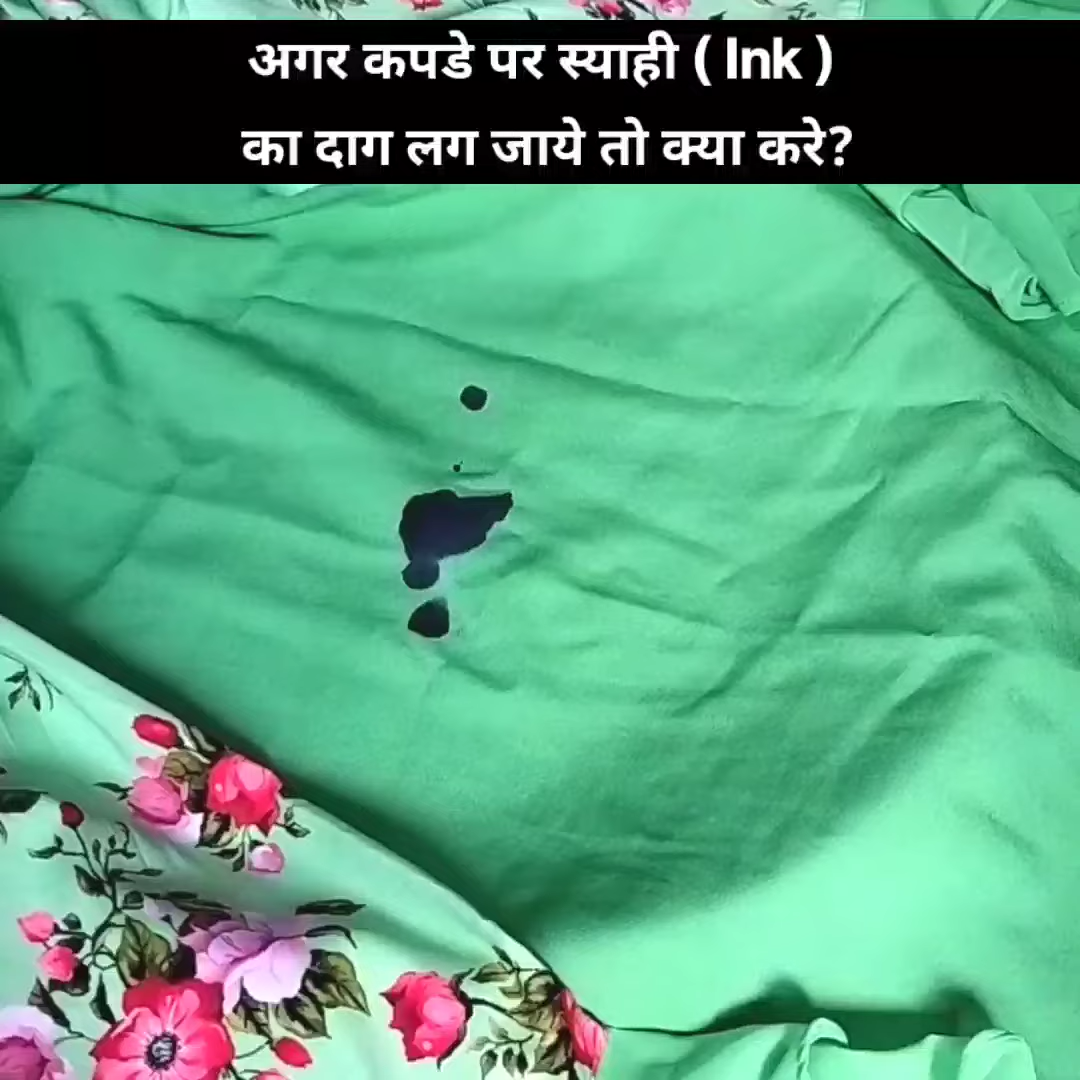 अगर कपडे पर स्याही ( Ink )
का दाग लग जाये तो क्या करे?